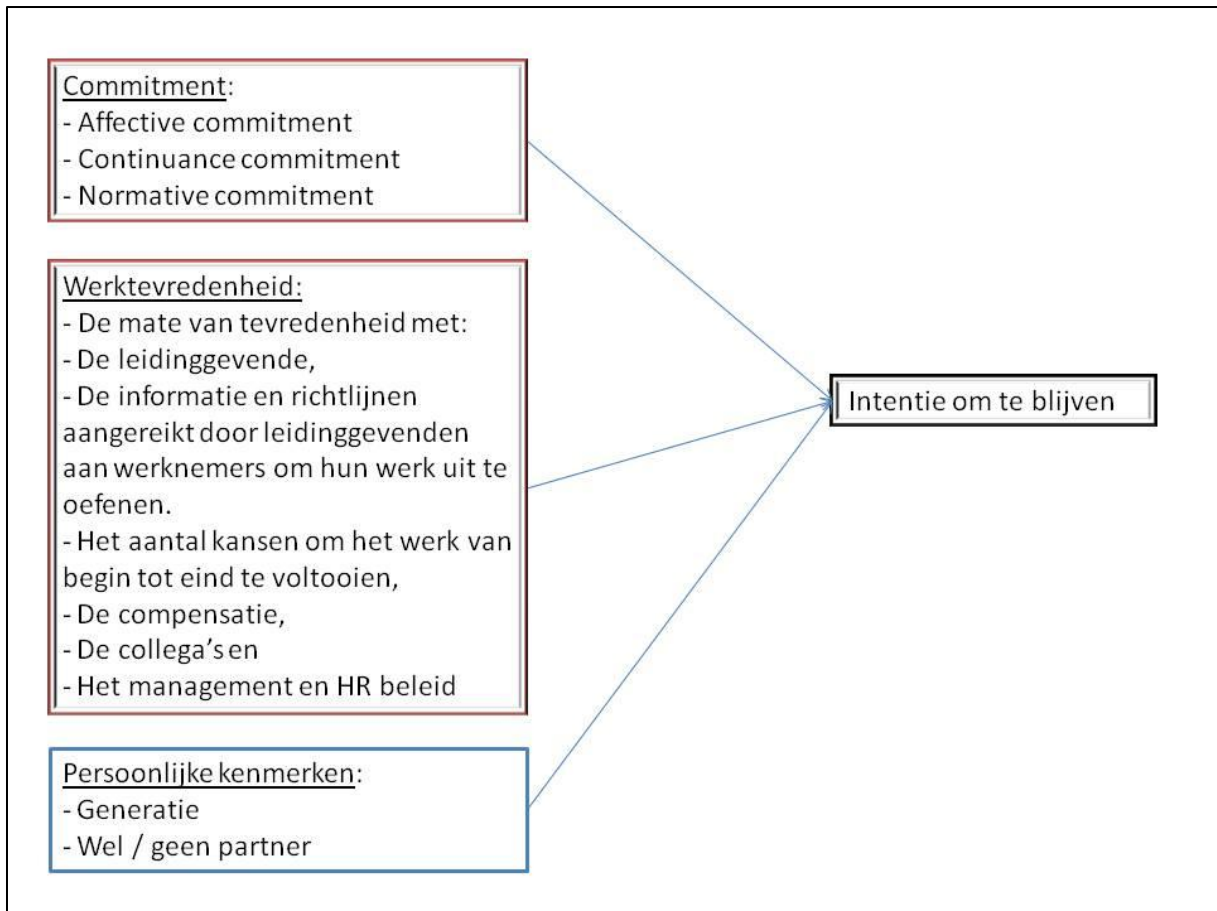 Commitment:
- Affective commitment
- Continuance commitment
- Normative commitment
Werktevredenheid:
- De mate van tevredenheid met:
- De leidinggevende,
- De informatie en richtlijnen
aangereikt door leidinggevenden
aan werknemers om hun werk uit te
oefenen.
- Het aantal kansen om het werk van
begin tot eind te voltooien,
- De compensatie,
- De collega's en
- Het management en HR beleid
Intentie om te blijven
Persoonlijke kenmerken:
- Generatie
- Wel / geen partner